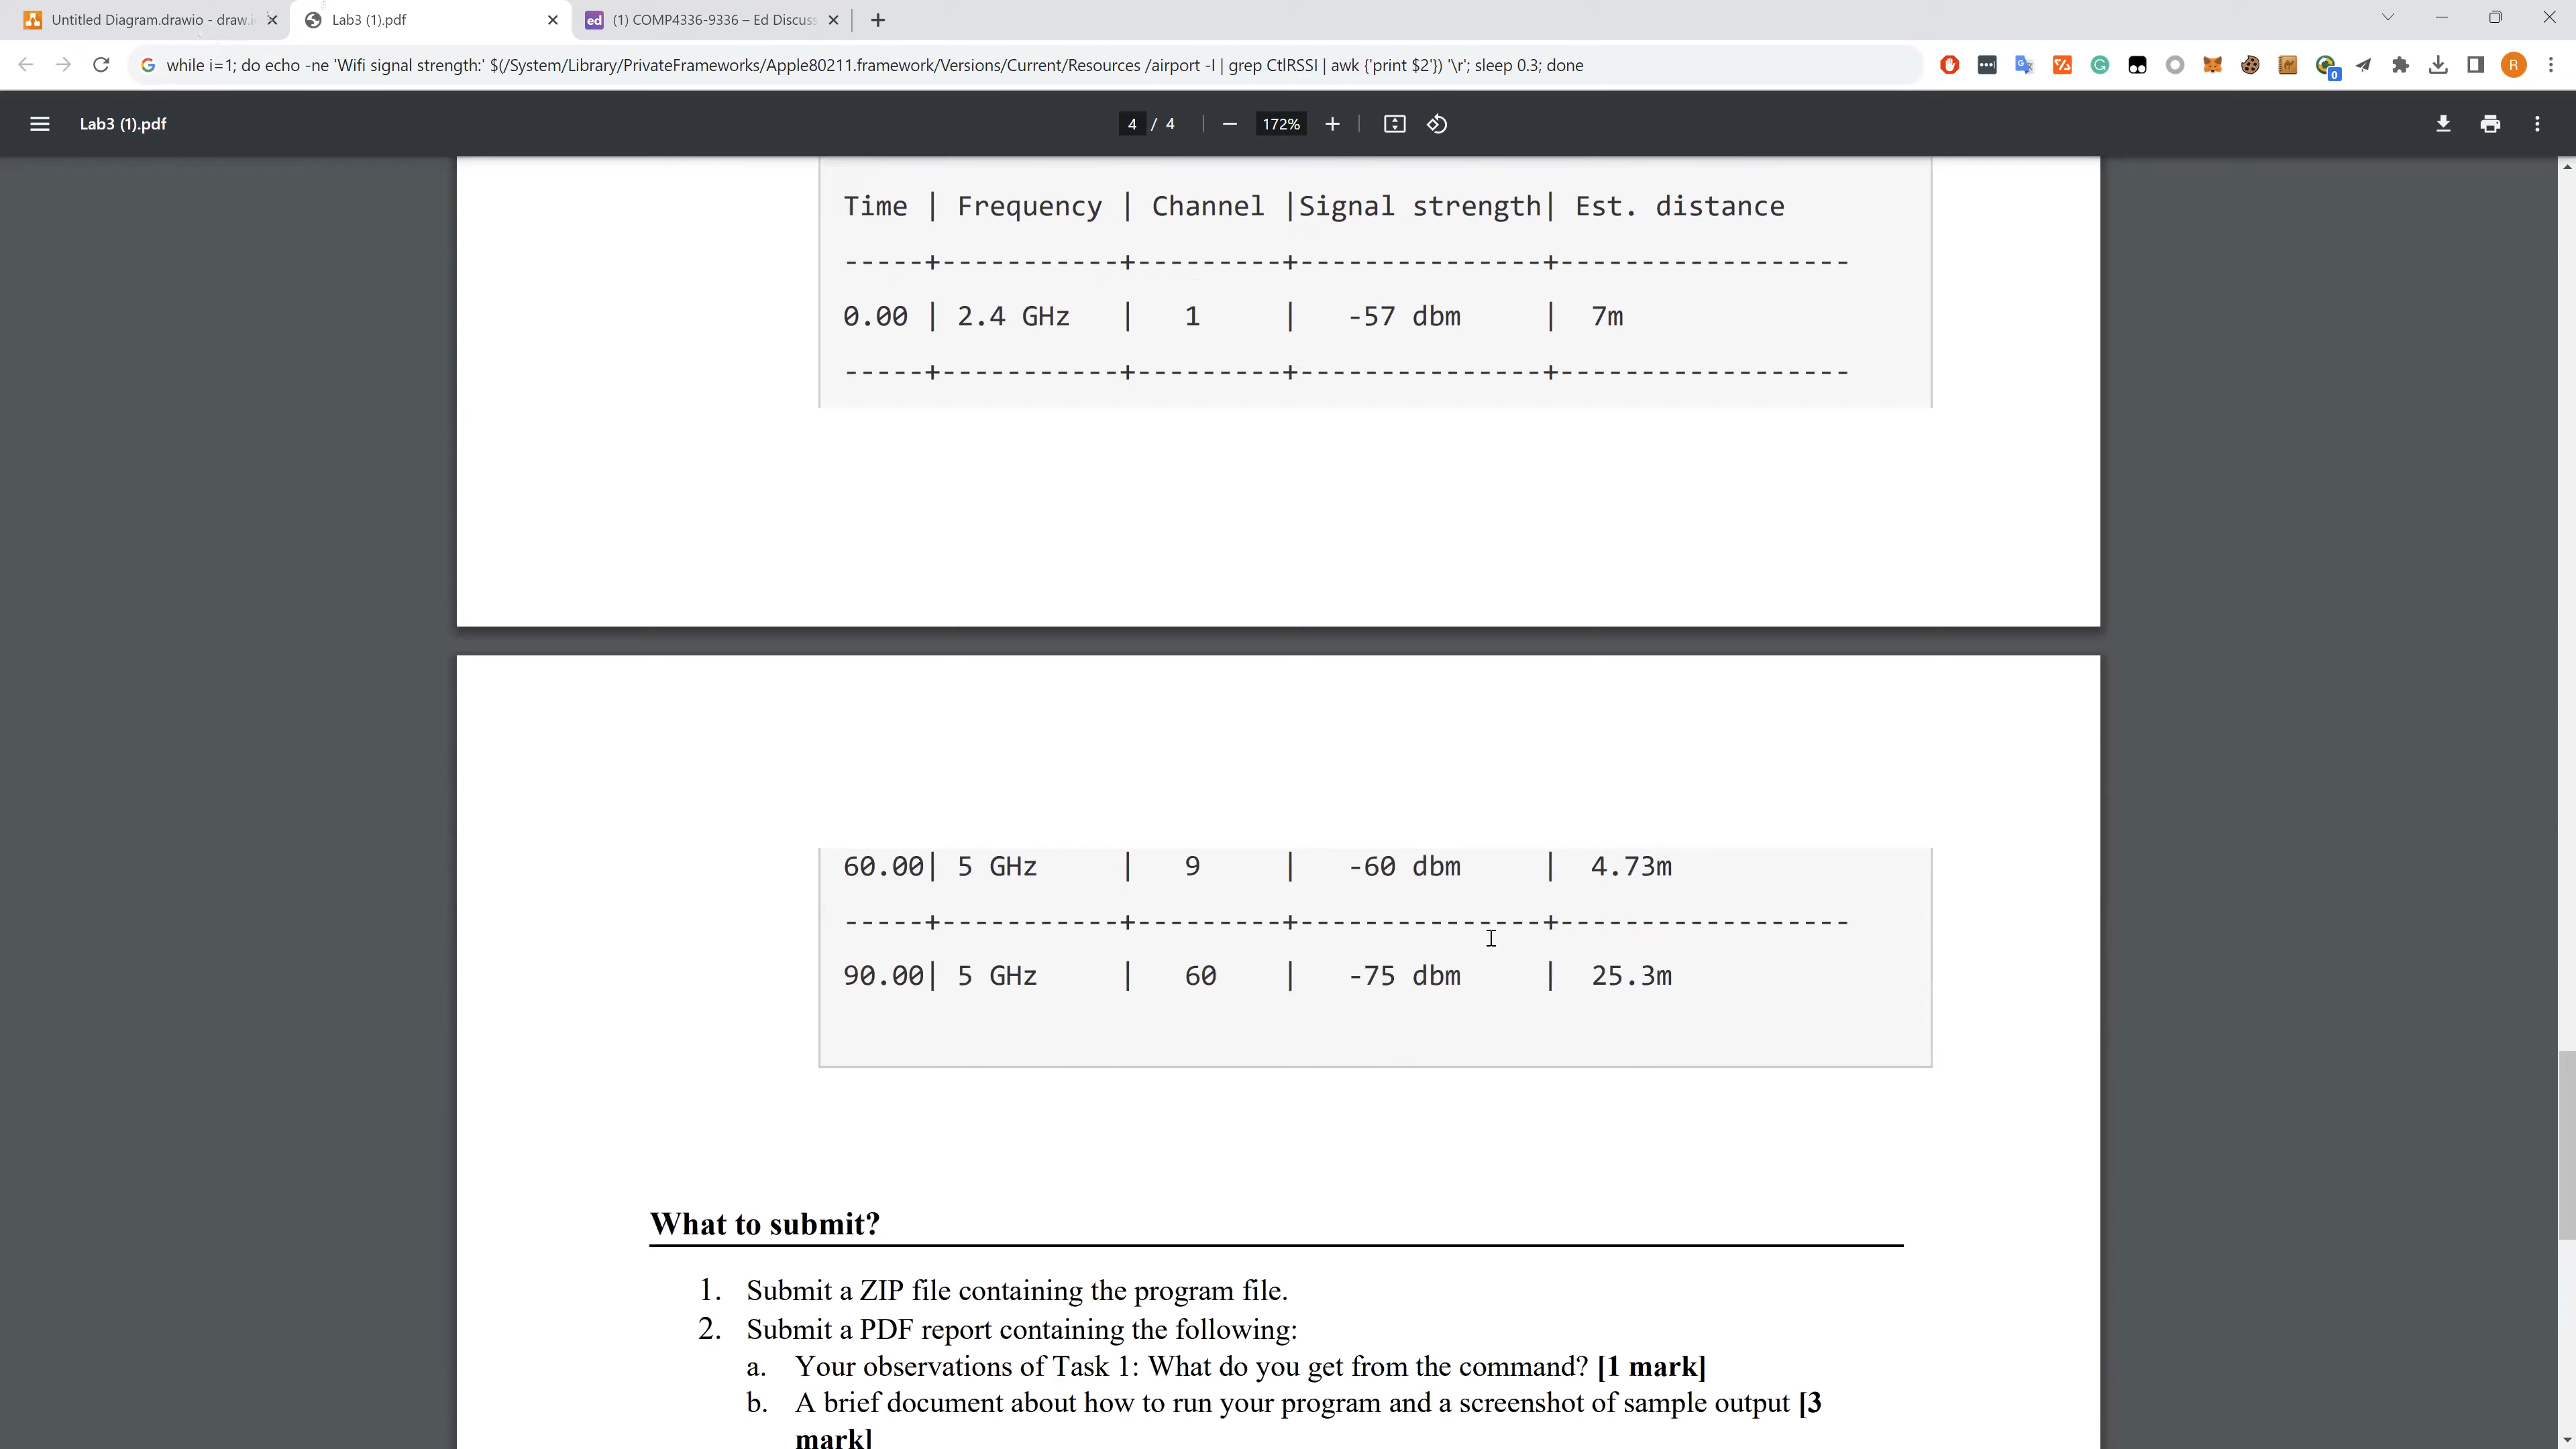 Untitled Diagram.drawio - draw.i
Lab3 (1).pdf
ed (1) COMP4336-9336 – Ed Discuss
while i=1; do echo -ne 'Wifi signal strength:' $(/System/Library/PrivateFrameworks/Apple80211.framework/Versions/Current/Resources /airport -I | grep CtlRSSI | awk {'print $2'}) '\r'; sleep 0.3; done
0
R
Lab3 (1).pdf
4 / 4
172%
Time | Frequency | Channel |Signal strength| Est. distance
-----+-----------+---------+---------------+------------------
0.00 | 2.4 GHz | 1 | -57 dbm | 7m
-----+-----------+---------+---------------+------------------
60.00| 5 GHz | 9 | -60 dbm | 4.73m
-----+-----------+---------+---------------+------------------
90.00| 5 GHz | 60 | -75 dbm | 25.3m
What to submit?
1. Submit a ZIP file containing the program file.
2. Submit a PDF report containing the following:
a. Your observations of Task 1: What do you get from the command? [1 mark]
b. A brief document about how to run your program and a screenshot of sample output [3
mark]